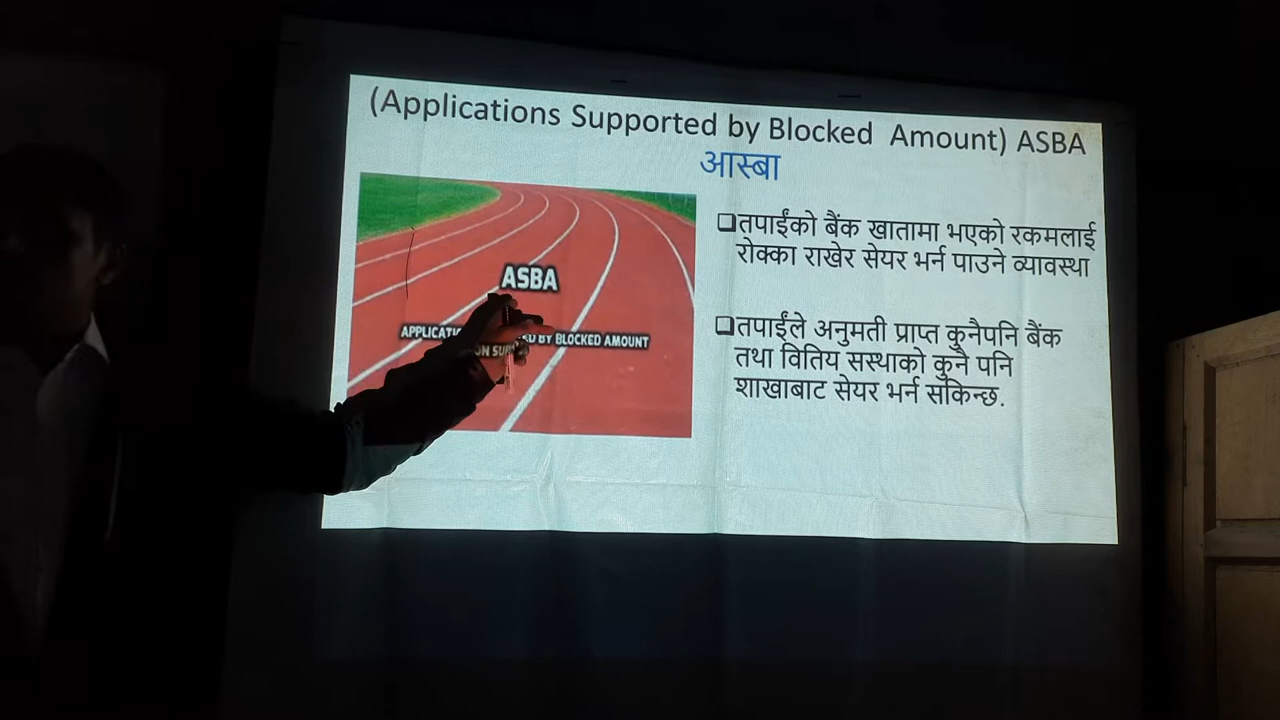 (Applications Supported by Blocked Amount) ASBA
आस्बा
ASBA
BY BLOCKED AMOUNT
❑तपाईंको बैंक खातामा भएको रकमलाई
रोक्का राखेर सेयर भर्न पाउने व्यावस्था
❑तपाईंले अनुमती प्राप्त कुनैपनि बैंक
तथा वितिय सस्थाको कुनै पनि
शाखाबाट सेयर भर्न सकिन्छ.